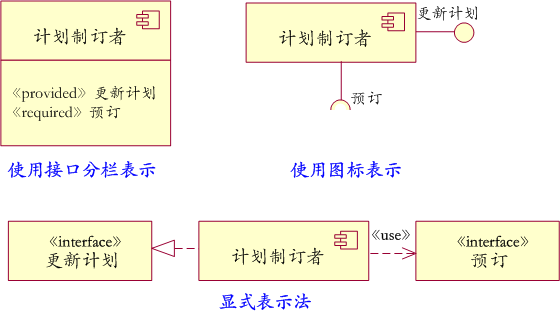 计划制订者
《provided》更新计划
《required》预订
使用接口分栏表示
计划制订者
更新计划
预订
使用图标表示
《interface》
更新计划
计划制订者
《use》
《interface》
预订
显式表示法